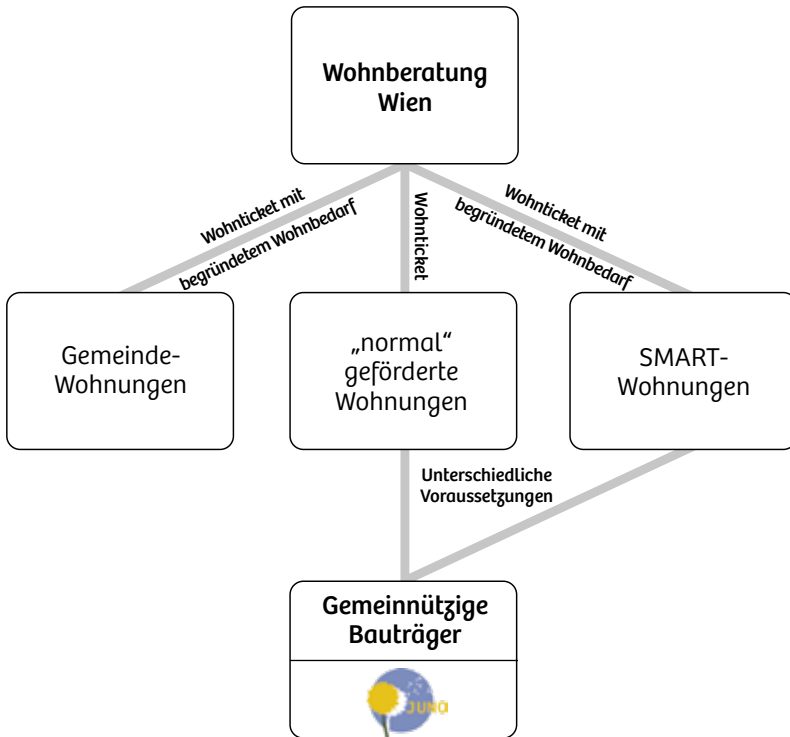 Wohnberatung
Wien
Wohnticket mit
begründetem Wohnbedarf
Wohnticket
Wohnticket mit
begründetem Wohnbedarf
Gemeinde-
Wohnungen
„normal“
geförderte
Wohnungen
SMART-
Wohnungen
Unterschiedliche
Voraussetzungen
Gemeinnützige
Bauträger
JUNO